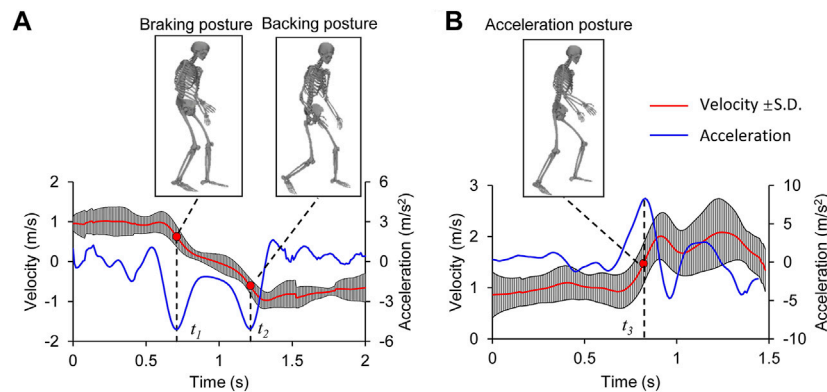 A
Braking posture
Backing posture
B
Acceleration posture
Velocity ±S.D.
Acceleration
Velocity (m/s)
2
1
0
-1
-2
6
3
0
-3
-6
Acceleration (m/s²)
t1
t2
0
0.5
1
1.5
2
Time (s)
Velocity (m/s)
3
2
1
0
10
5
0
-5
-10
Acceleration (m/s²)
t3
0
0.5
1
1.5
Time (s)